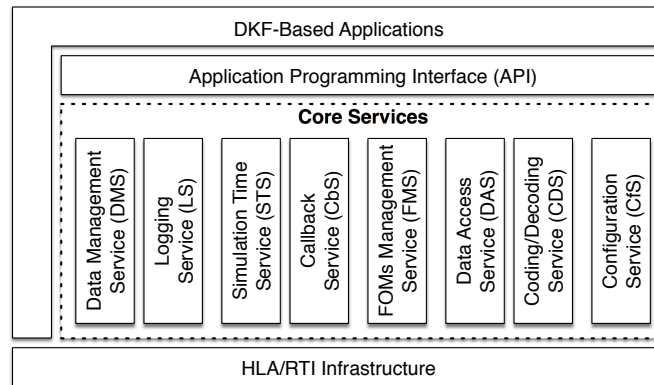 DKF-Based Applications
Application Programming Interface (API)
Core Services
Data Management
Service (DMS)
Logging
Service (LS)
Simulation Time
Service (STS)
Callback
Service (CbS)
FOMs Management
Service (FMS)
Data Access
Service (DAS)
Coding/Decoding
Service (CDS)
Configuration
Service (CfS)
HLA/RTI Infrastructure